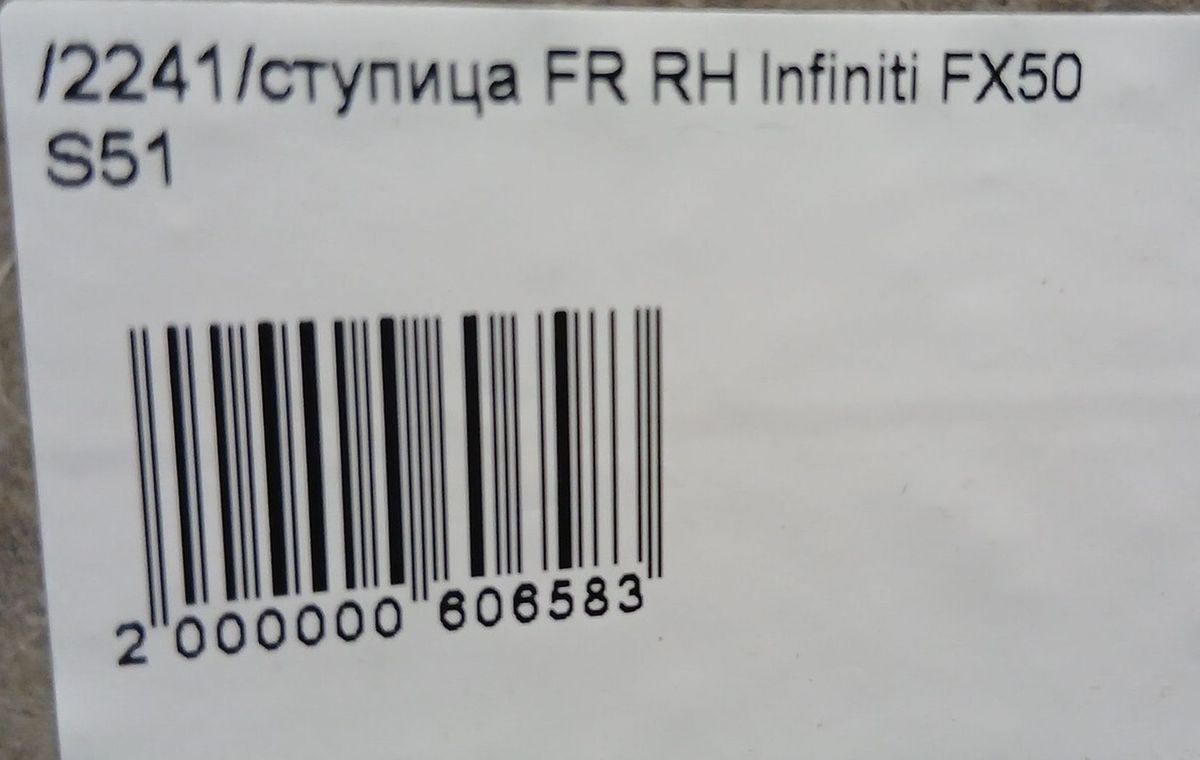 /2241/ступица FR RH Infiniti FX50
S51
2 000000 606583